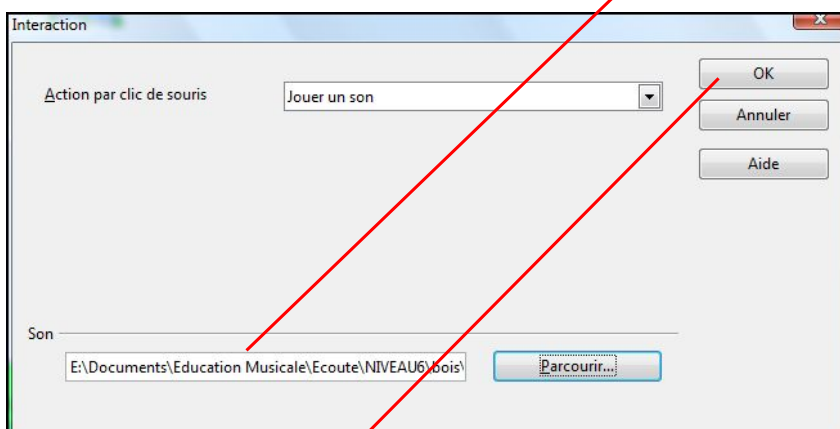 Interaction
Action par clic de souris
Jouer un son
OK
Annuler
Aide
Son
E:\Documents\Education Musicale\Ecoute\NIVEAU6\bois\
Parcourir...